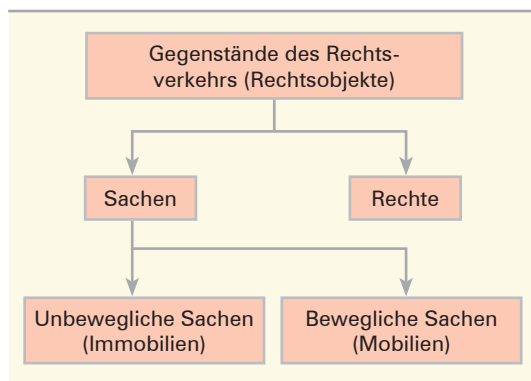 Gegenstände des Rechts-
verkehrs (Rechtsobjekte)
Sachen
Rechte
Unbewegliche Sachen
(Immobilien)
Bewegliche Sachen
(Mobilien)